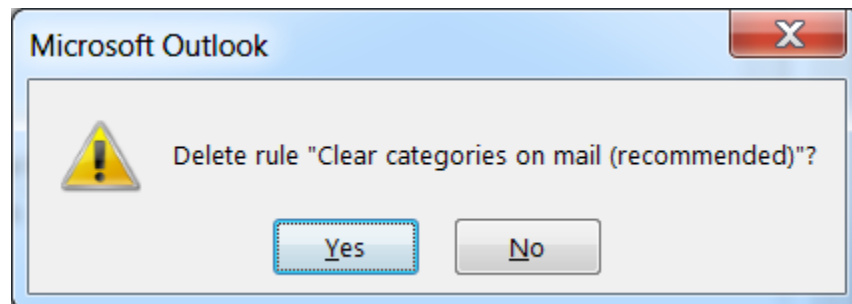 Microsoft Outlook
Delete rule "Clear categories on mail (recommended)"?
Yes
No